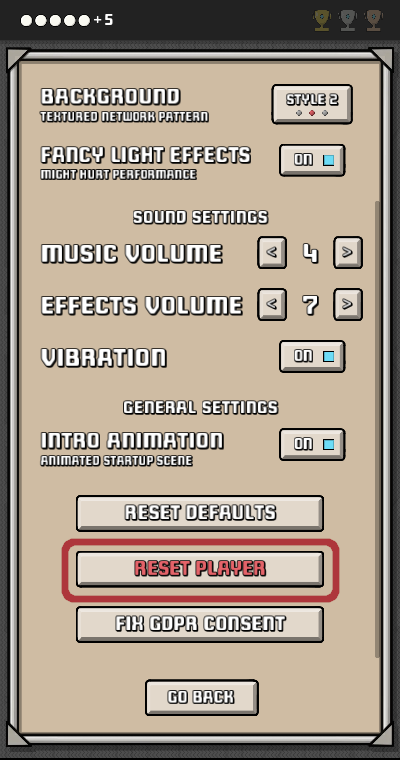 +5
BACKGROUND
STYLE 2
TEXTURED NETWORK PATTERN
FANCY LIGHT EFFECTS
ON
MIGHT HURT PERFORMANCE
SOUND SETTINGS
MUSIC VOLUME < 4 >
EFFECTS VOLUME < 7 >
VIBRATION ON
GENERAL SETTINGS
INTRO ANIMATION
ON
ANIMATED STARTUP SCENE
RESET DEFAULTS
RESET PLAYER
FIX GDPR CONSENT
GO BACK